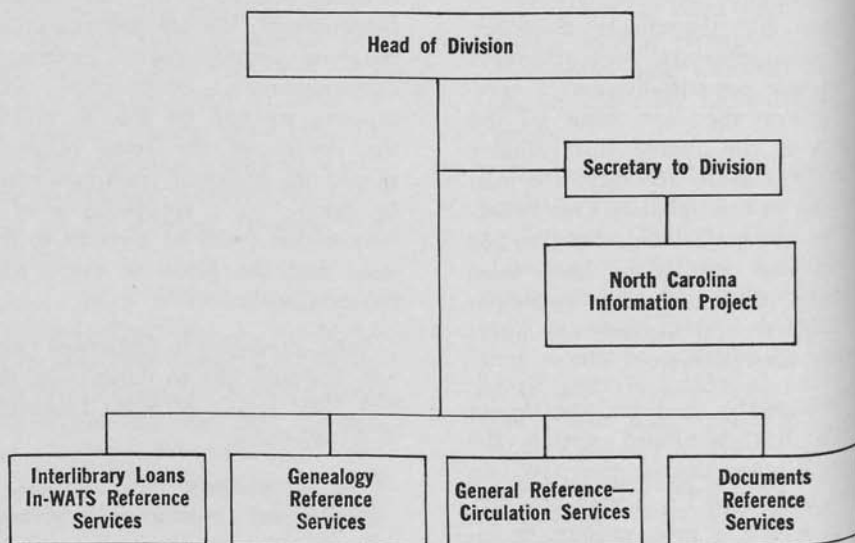 Head of Division
Secretary to Division
North Carolina
Information Project
Interlibrary Loans
In-WATS Reference
Services
Genealogy
Reference
Services
General Reference—
Circulation Services
Documents
Reference
Services